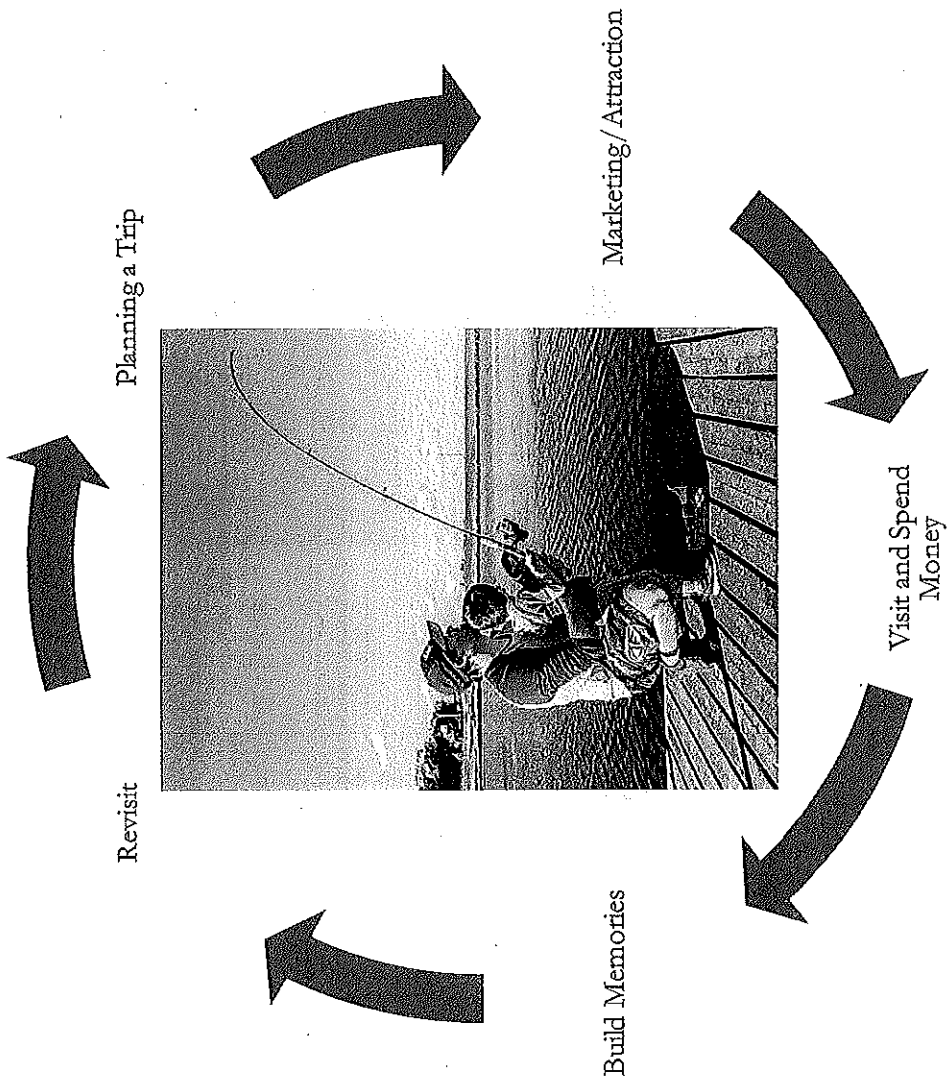 Planning a Trip
Marketing/Attraction
Visit and Spend
Money
Build Memories
Revisit